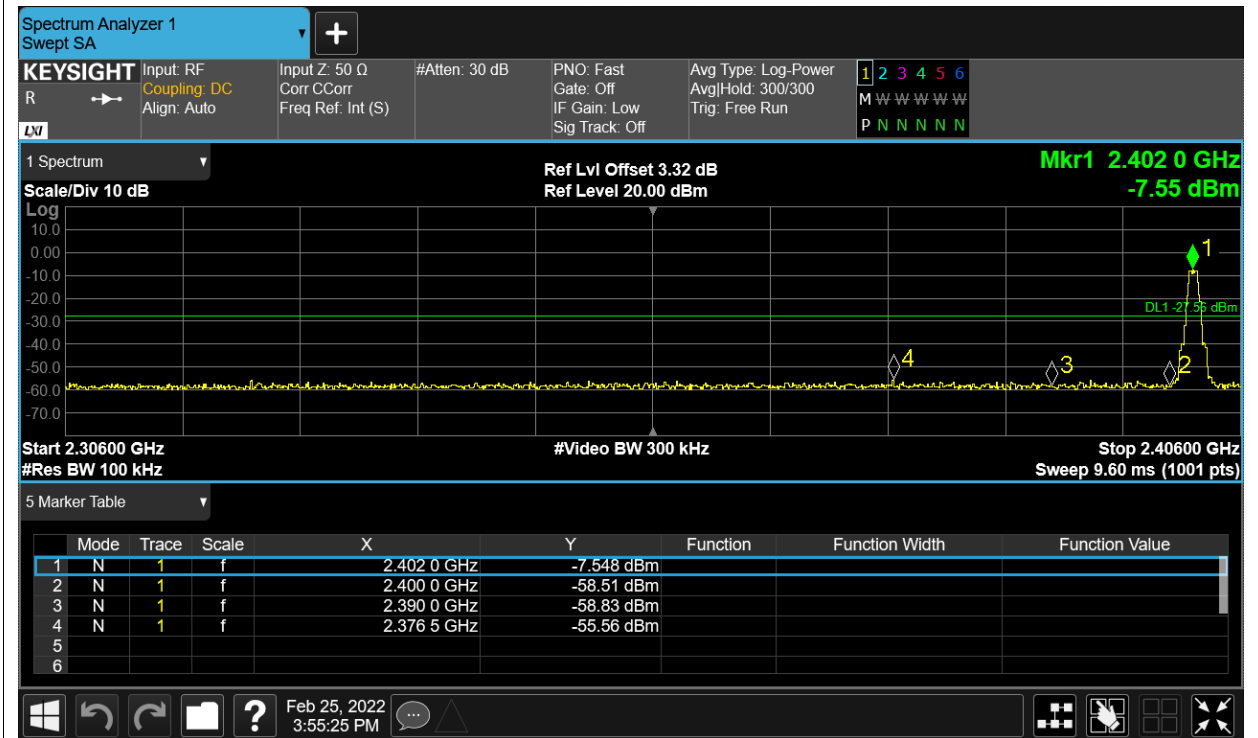 Spectrum Analyzer 1
Swept SA
KEYSIGHT
R
LXI
Input: RF
Coupling: DC
Align: Auto
Input Z: 50 Ω
Corr CCorr
Freq Ref: Int (S)
#Atten: 30 dB
PNO: Fast
Gate: Off
IF Gain: Low
Sig Track: Off
Avg Type: Log-Power
Avg|Hold: 300/300
Trig: Free Run
1 2 3 4 5 6
M W W W W W
P N N N N N
1 Spectrum
Scale/Div 10 dB
Ref Lvl Offset 3.32 dB
Ref Level 20.00 dBm
Mkr1 2.402 0 GHz
-7.55 dBm
Log
10.0
0.00
-10.0
-20.0
-30.0
-40.0
-50.0
-60.0
-70.0
1
DL1 -27.56 dBm
4
3
2
Start 2.30600 GHz
#Video BW 300 kHz
Stop 2.40600 GHz
#Res BW 100 kHz
Sweep 9.60 ms (1001 pts)
5 Marker Table
Mode Trace Scale X Y Function Function Width Function Value
1 N 1 f 2.402 0 GHz -7.548 dBm
2 N 1 f 2.400 0 GHz -58.51 dBm
3 N 1 f 2.390 0 GHz -58.83 dBm
4 N 1 f 2.376 5 GHz -55.56 dBm
5
6
?
Feb 25, 2022
3:55:25 PM